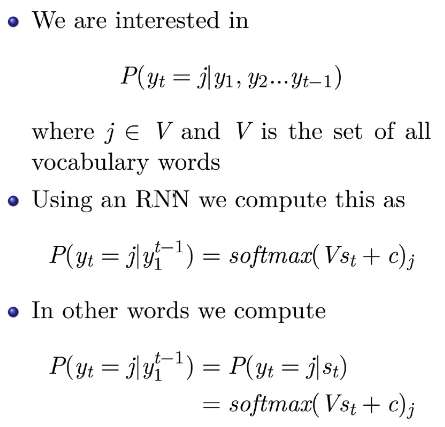 • We are interested in
P(y_t = j|y_1, y_2...y_{t−1})
where j ∈ V and V is the set of all
vocabulary words
• Using an RNN we compute this as
P(y_t = j|y_1^{t−1}) = softmax(Vs_t + c)_j
• In other words we compute
P(y_t = j|y_1^{t−1}) = P(y_t = j|s_t)
= softmax(Vs_t + c)_j